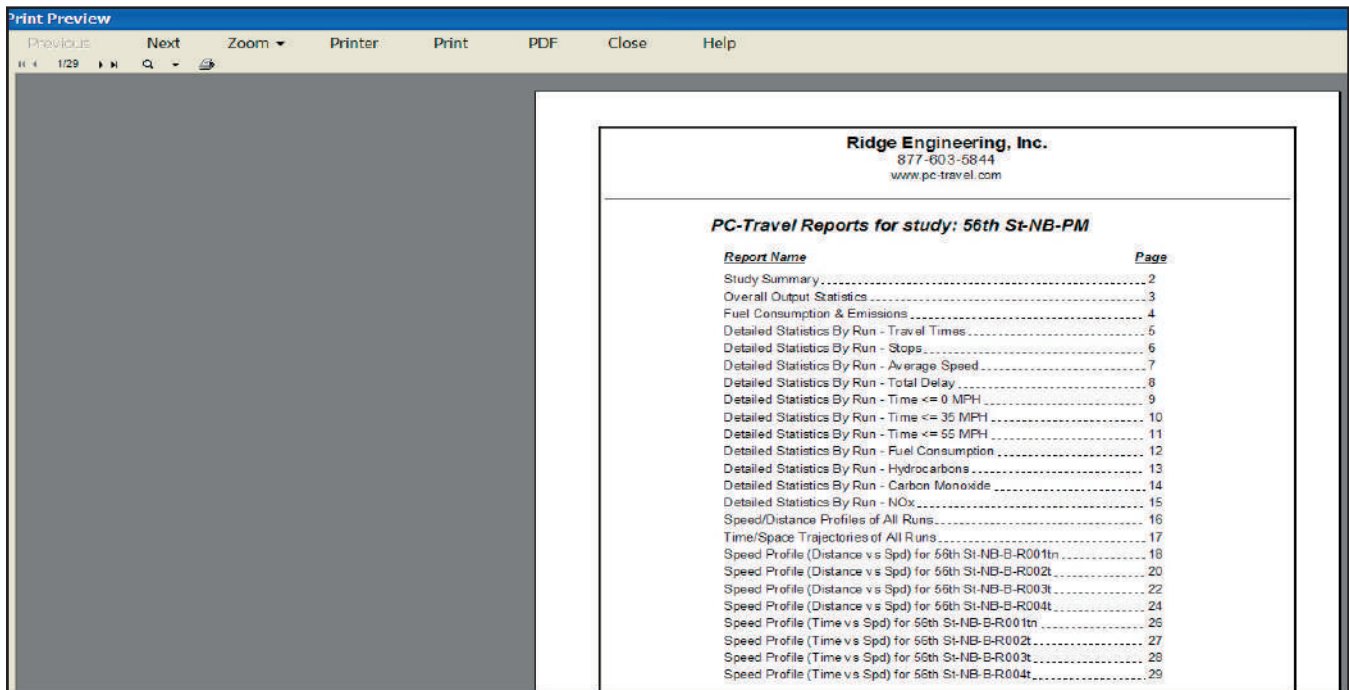 Print Preview
Previous Next Zoom Printer Print PDF Close Help
1/29
Ridge Engineering, Inc.
877-603-5844
www.pc-travel.com
PC-Travel Reports for study: 56th St-NB-PM
Report Name Page
Study Summary 2
Overall Output Statistics 3
Fuel Consumption & Emissions 4
Detailed Statistics By Run - Travel Times 5
Detailed Statistics By Run - Stops 6
Detailed Statistics By Run - Average Speed 7
Detailed Statistics By Run - Total Delay 8
Detailed Statistics By Run - Time <= 0 MPH 9
Detailed Statistics By Run - Time <= 35 MPH 10
Detailed Statistics By Run - Time <= 55 MPH 11
Detailed Statistics By Run - Fuel Consumption 12
Detailed Statistics By Run - Hydrocarbons 13
Detailed Statistics By Run - Carbon Monoxide 14
Detailed Statistics By Run - NOx 15
Speed/Distance Profiles of All Runs 16
Time/Space Trajectories of All Runs 17
Speed Profile (Distance vs Spd) for 56th St-NB-B-R001tn 18
Speed Profile (Distance vs Spd) for 56th St-NB-B-R002t 20
Speed Profile (Distance vs Spd) for 56th St-NB-B-R003t 22
Speed Profile (Distance vs Spd) for 56th St-NB-B-R004t 24
Speed Profile (Time vs Spd) for 56th St-NB-B-R001tn 26
Speed Profile (Time vs Spd) for 56th St-NB-B-R002t 27
Speed Profile (Time vs Spd) for 56th St-NB-B-R003t 28
Speed Profile (Time vs Spd) for 56th St-NB-B-R004t 29